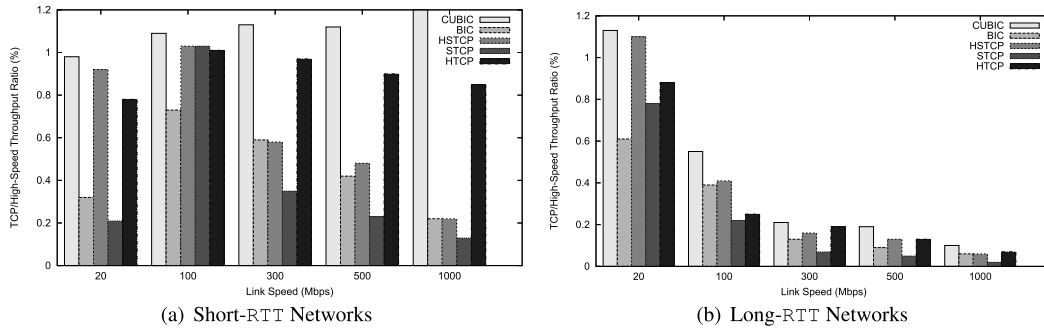 TCP/High-Speed Throughput Ratio (%)
1.2
1
0.8
0.6
0.4
0.2
0
CUBIC
BIC
HSTCP
STCP
HTCP
20
100
300
500
1000
Link Speed (Mbps)
(a) Short-RTT Networks
TCP/High-Speed Throughput Ratio (%)
1.2
1
0.8
0.6
0.4
0.2
0
CUBIC
BIC
HSTCP
STCP
HTCP
20
100
300
500
1000
Link Speed (Mbps)
(b) Long-RTT Networks